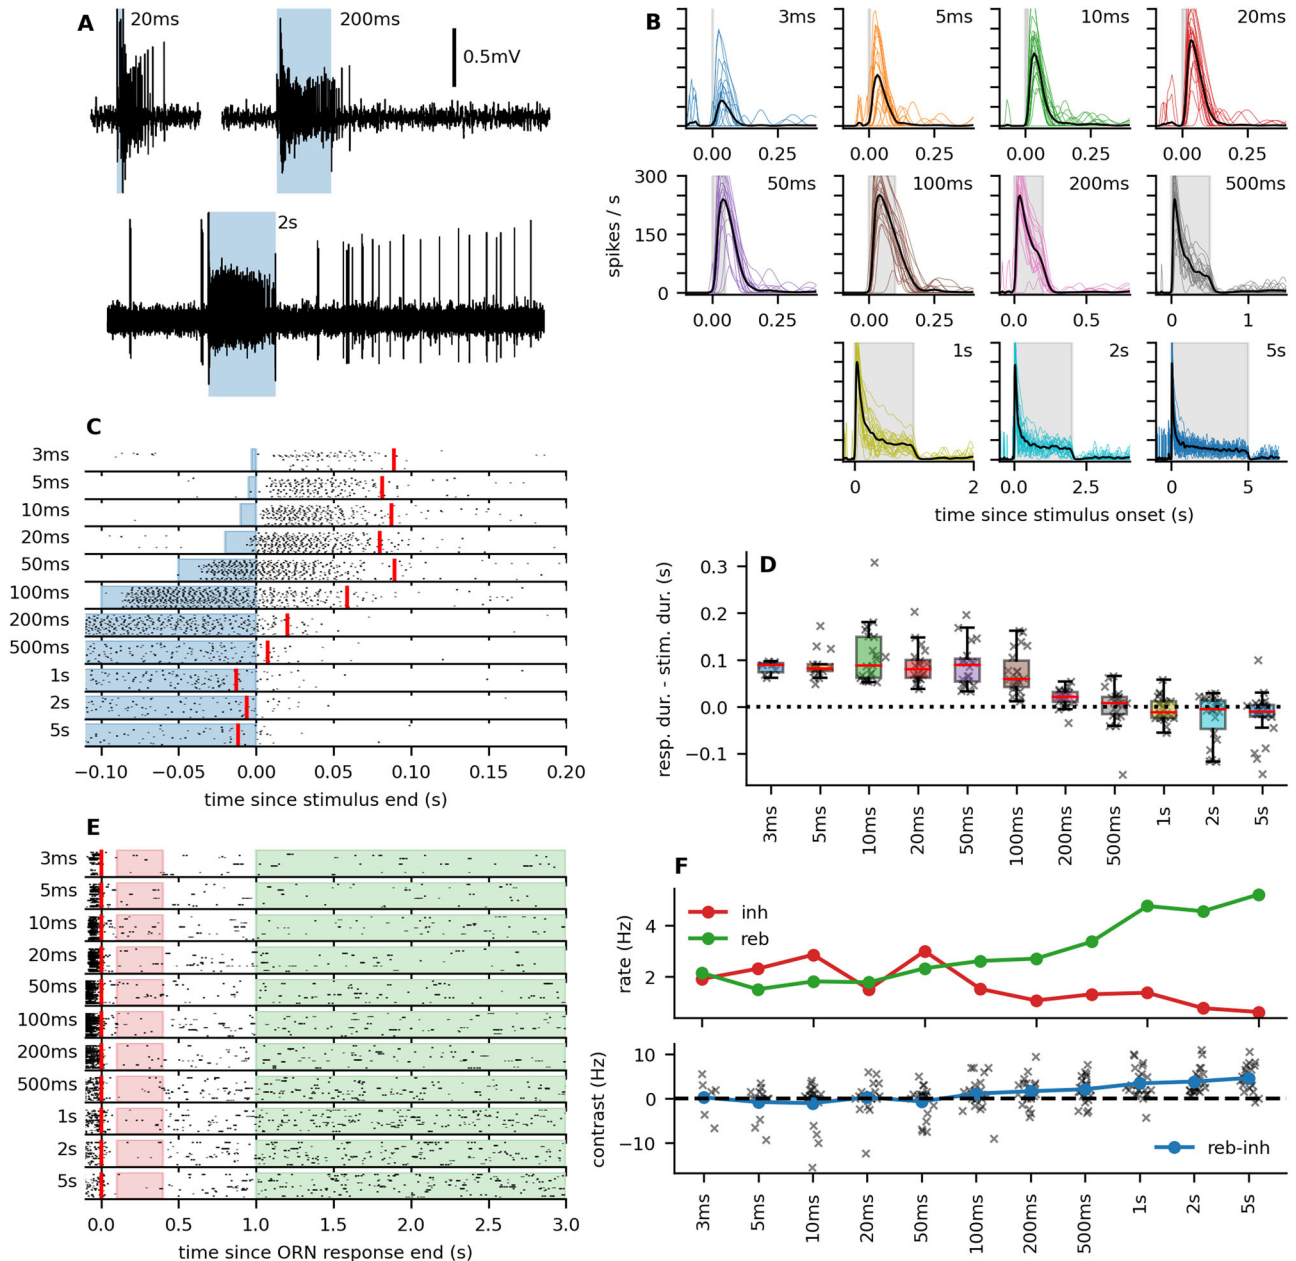 A
20ms
200ms
0.5mV
2s
B
3ms
5ms
10ms
20ms
0.00 0.25 0.00 0.25 0.00 0.25 0.00 0.25
spikes / s
300
150
0
50ms
100ms
200ms
500ms
0.00 0.25 0.00 0.25 0.0 0.5 0 1
1s
2s
5s
0 2 0.0 2.5 0 5
time since stimulus onset (s)
C
3ms
5ms
10ms
20ms
50ms
100ms
200ms
500ms
1s
2s
5s
−0.10 −0.05 0.00 0.05 0.10 0.15 0.20
time since stimulus end (s)
D
resp. dur. - stim. dur. (s)
0.3
0.2
0.1
0.0
−0.1
3ms 5ms 10ms 20ms 50ms 100ms 200ms 500ms 1s 2s 5s
E
3ms
5ms
10ms
20ms
50ms
100ms
200ms
500ms
1s
2s
5s
0.0 0.5 1.0 1.5 2.0 2.5 3.0
time since ORN response end (s)
F
rate (Hz)
4
2
inh
reb
contrast (Hz)
10
0
−10
reb-inh
3ms 5ms 10ms 20ms 50ms 100ms 200ms 500ms 1s 2s 5s